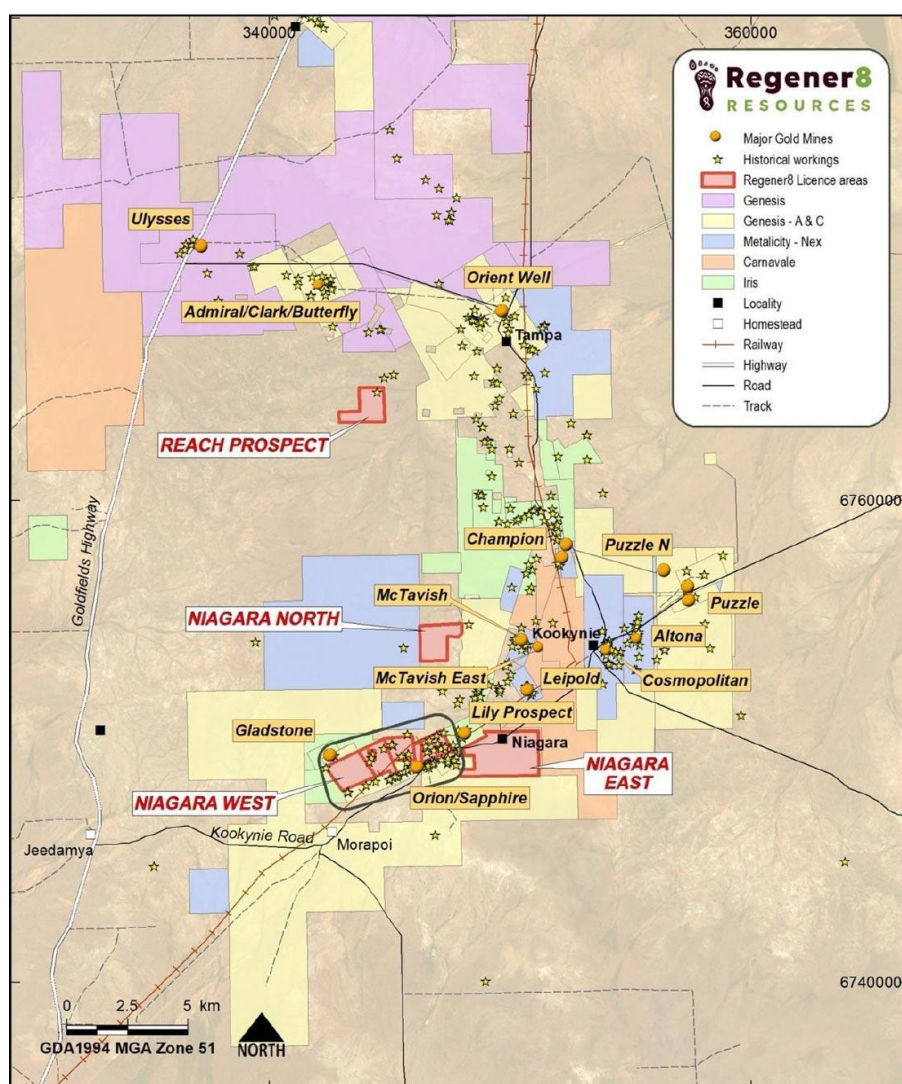 340000
360000
Regener8
RESOURCES
Major Gold Mines
Historical workings
Regener8 Licence areas
Genesis
Genesis - A & C
Metalicity - Nex
Carnavale
Iris
Locality
Homestead
Railway
Highway
Road
Track
Ulysses
Orient Well
Admiral/Clark/Butterfly
Tampa
REACH PROSPECT
Goldfields Highway
6760000
Champion
Puzzle N
McTavish
Puzzle
NIAGARA NORTH
Kookynie
Altona
McTavish East
Leipold
Cosmopolitan
Lily Prospect
Gladstone
Niagara
NIAGARA
EAST
NIAGARA WEST
Orion/Sapphire
Kookynie Road
Jeedamya
Morapoi
6740000
0 2.5 5 km
GDA1994 MGA Zone 51
NORTH